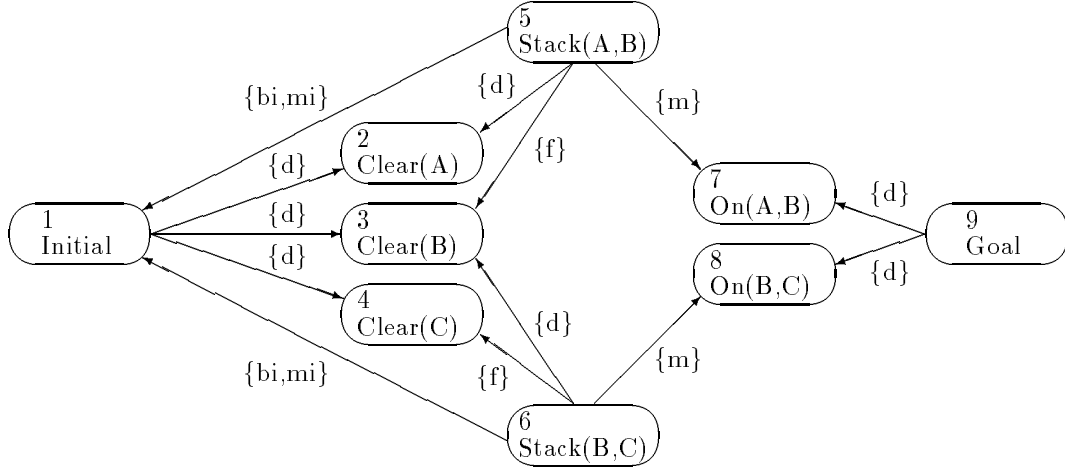 5
Stack(A,B)
{bi,mi}
{d}
{m}
2
Clear(A)
{d}
{f}
7
On(A,B)
{d}
1
Initial
{d}
3
Clear(B)
9
Goal
{d}
8
On(B,C)
{d}
4
Clear(C)
{d}
{m}
{bi,mi}
{f}
6
Stack(B,C)